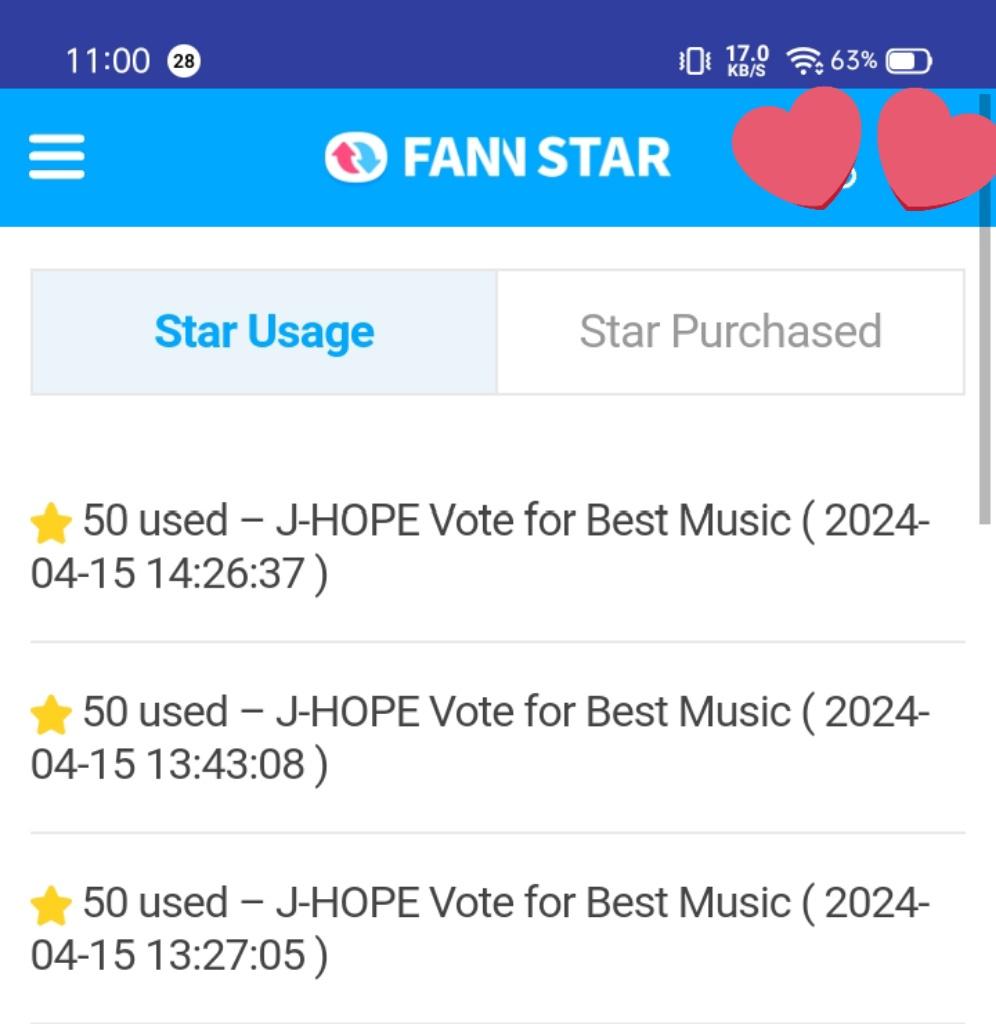 11:00 28 17.0 KB/S 63%
FANN STAR
Star Usage Star Purchased
50 used – J-HOPE Vote for Best Music ( 2024-
04-15 14:26:37 )
50 used – J-HOPE Vote for Best Music ( 2024-
04-15 13:43:08 )
50 used – J-HOPE Vote for Best Music ( 2024-
04-15 13:27:05 )